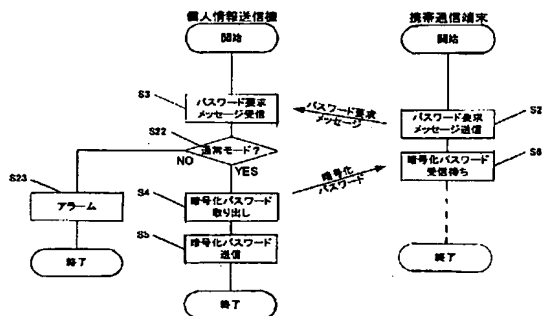 個人情報送信機
携帯通信端末
開始
開始
S3
パスワード要求
メッセージ受信
パスワード要求
メッセージ
パスワード要求
メッセージ送信
S2
S22
通常モード?
NO
YES
暗号化パスワード
受信待ち
S6
S23
アラーム
S4
暗号化パスワード
取り出し
暗号化
パスワード
S5
暗号化パスワード
送信
終了
終了
終了